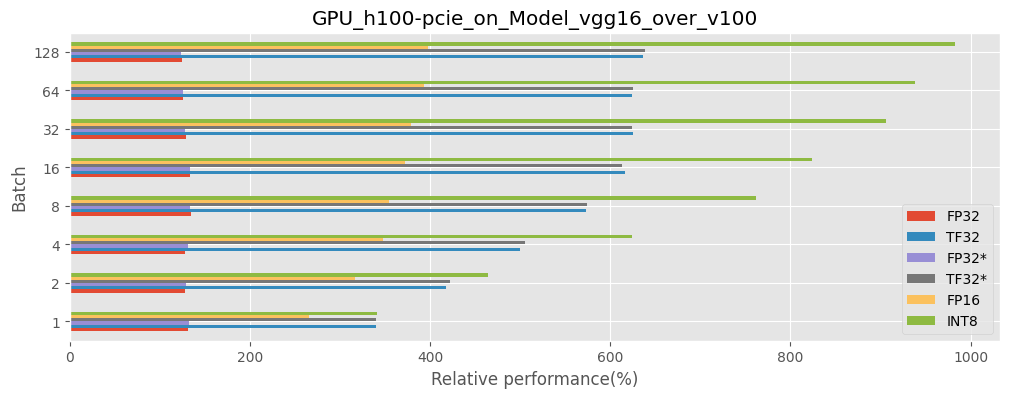 GPU_h100-pcie_on_Model_vgg16_over_v100
128
64
32
16
8
4
2
1
Batch
0 200 400 600 800 1000
Relative performance(%)
FP32
TF32
FP32*
TF32*
FP16
INT8